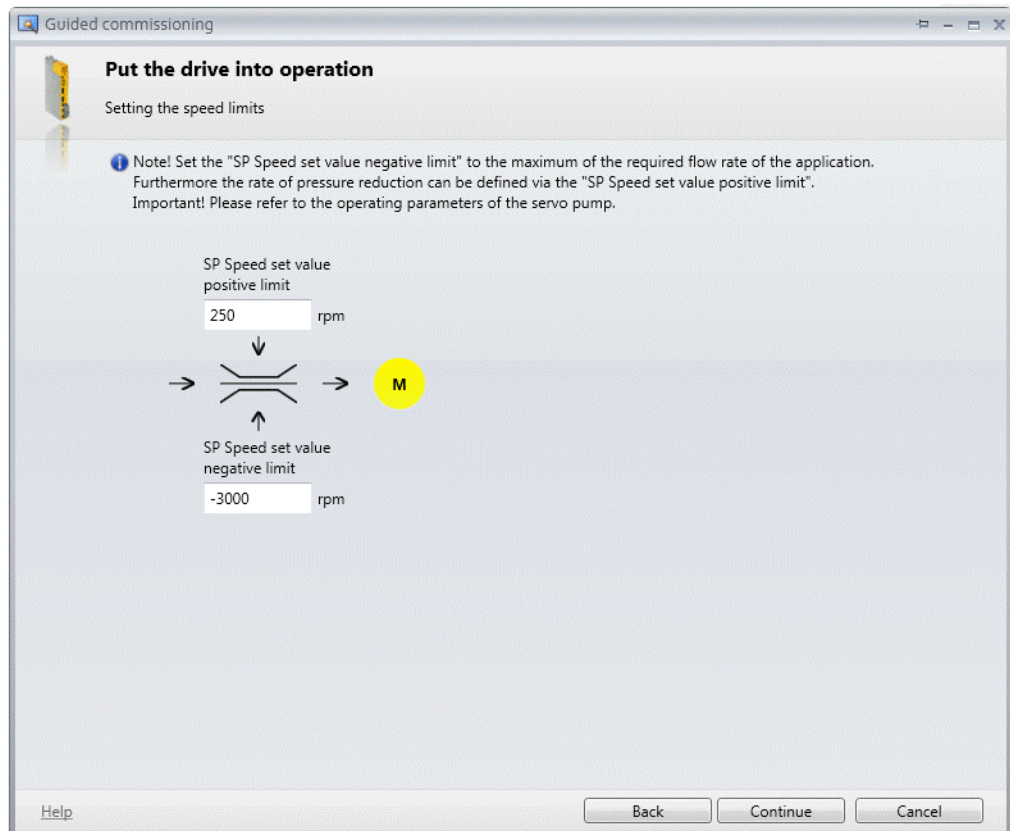 Guided commissioning
Put the drive into operation
Setting the speed limits
Note! Set the "SP Speed set value negative limit" to the maximum of the required flow rate of the application.
Furthermore the rate of pressure reduction can be defined via the "SP Speed set value positive limit".
Important! Please refer to the operating parameters of the servo pump.
SP Speed set value
positive limit
250 rpm
M
SP Speed set value
negative limit
-3000 rpm
Help Back Continue Cancel